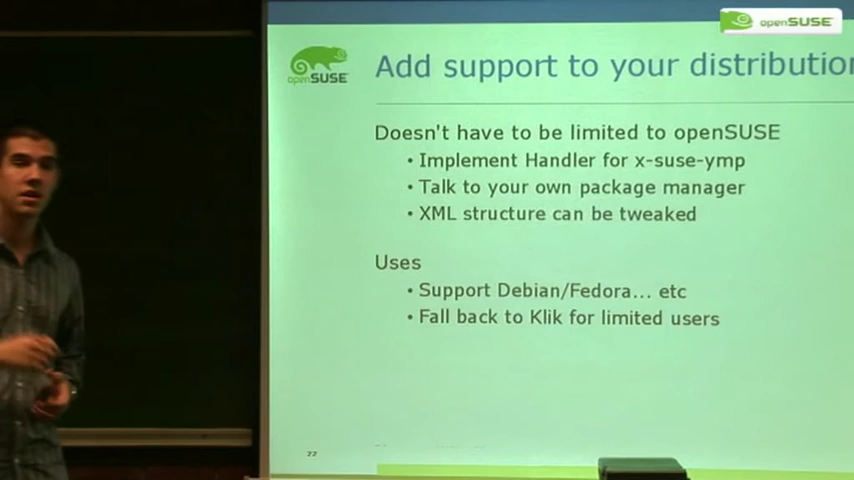 openSUSE
openSUSE
Add support to your distribution
Doesn't have to be limited to openSUSE
• Implement Handler for x-suse-ymp
• Talk to your own package manager
• XML structure can be tweaked
Uses
• Support Debian/Fedora... etc
• Fall back to Klik for limited users
22